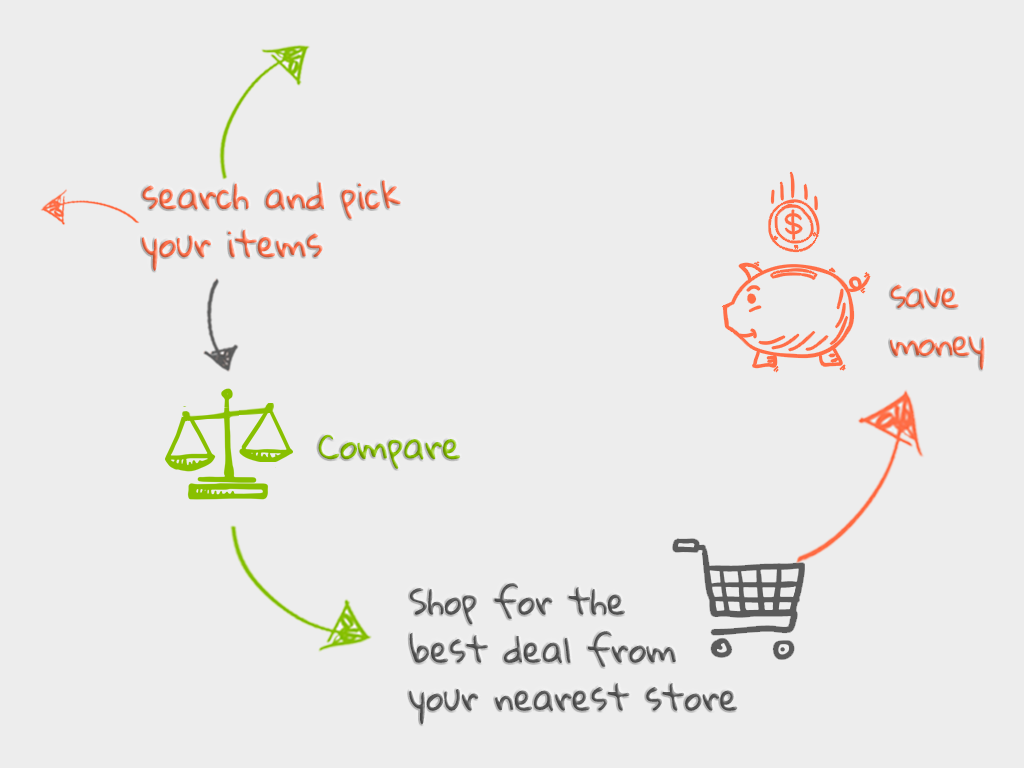 search and pick
your items
Compare
Shop for the
best deal from
your nearest store
$
save
money